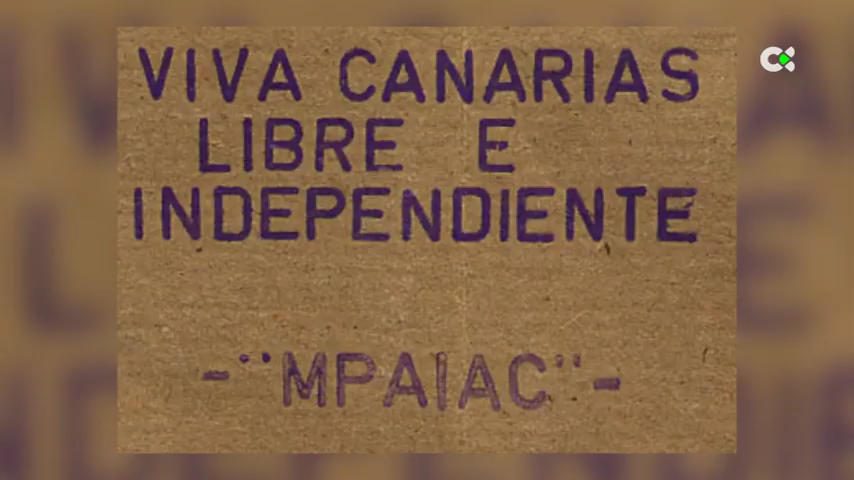 VIVA CANARIAS
LIBRE E
INDEPENDIENTE
-"MPAIAC"-